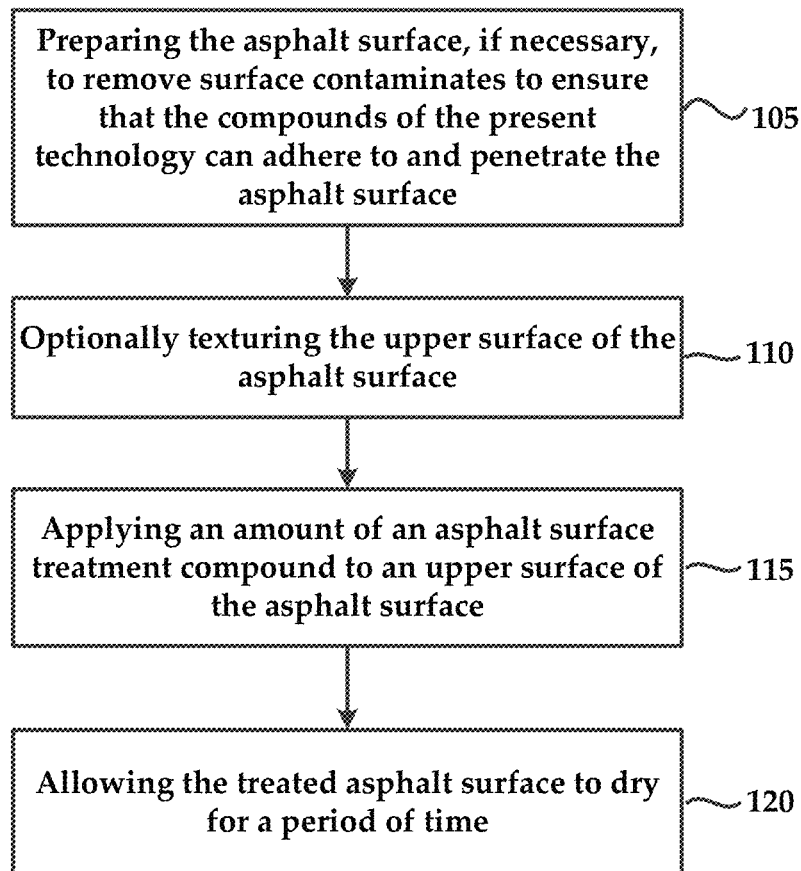 Preparing the asphalt surface, if necessary,
to remove surface contaminates to ensure
that the compounds of the present
technology can adhere to and penetrate the
asphalt surface
105
Optionally texturing the upper surface of the
asphalt surface
110
Applying an amount of an asphalt surface
treatment compound to an upper surface of
the asphalt surface
115
Allowing the treated asphalt surface to dry
for a period of time
120